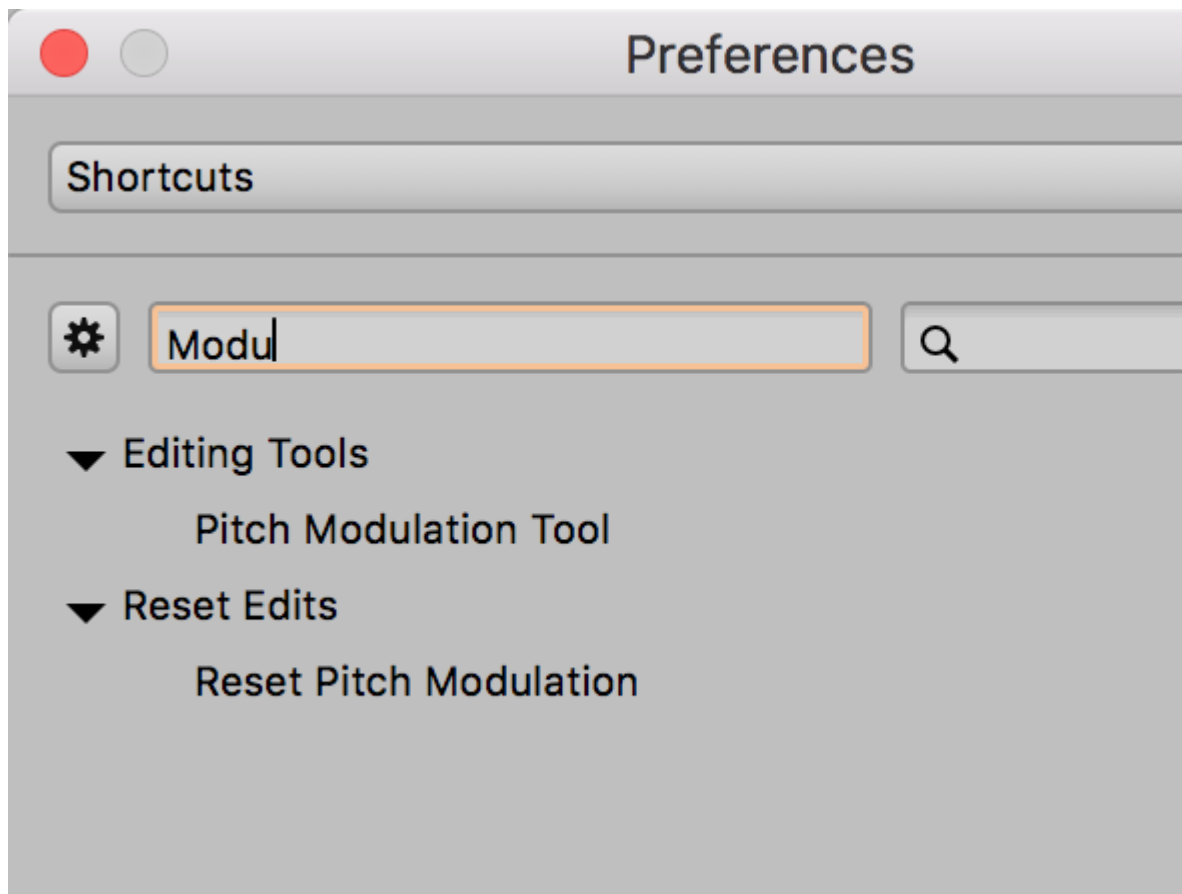 Preferences
Shortcuts
Modu
Editing Tools
Pitch Modulation Tool
Reset Edits
Reset Pitch Modulation